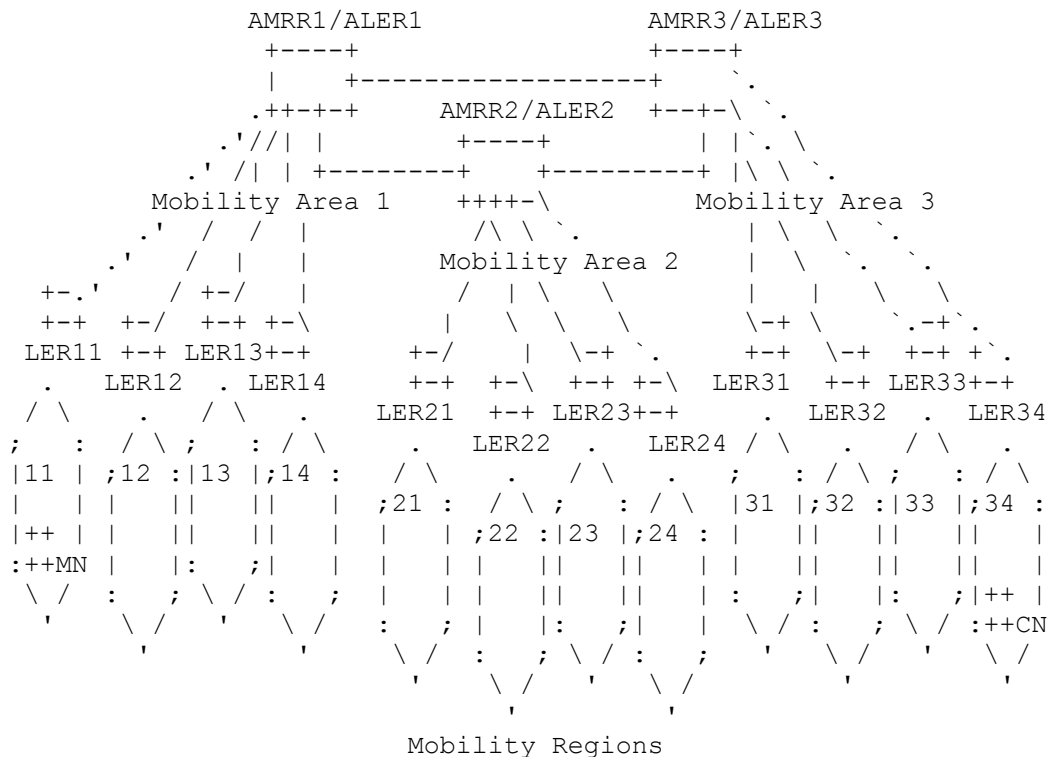 AMRR1/ALER1 AMRR3/ALER3
AMRR2/ALER2
Mobility Area 1 Mobility Area 3
Mobility Area 2
LER11 LER13 LER31 LER33
LER12 LER14 LER21 LER23 LER32 LER34
LER22 LER24
11 12 13 14 31 32 33 34
21
22 23 24
MN
CN
Mobility Regions